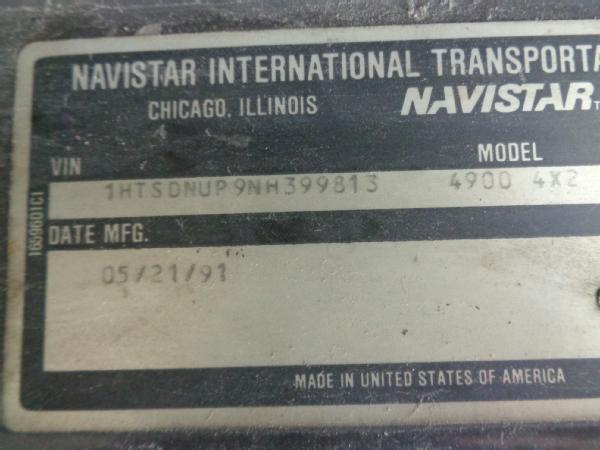 NAVISTAR INTERNATIONAL TRANSPORTA
CHICAGO, ILLINOIS NAVISTAR
VIN MODEL
1HTSDNUP9NH399813 4900 4X2
DATE MFG.
05/21/91
MADE IN UNITED STATES OF AMERICA
1659601C1